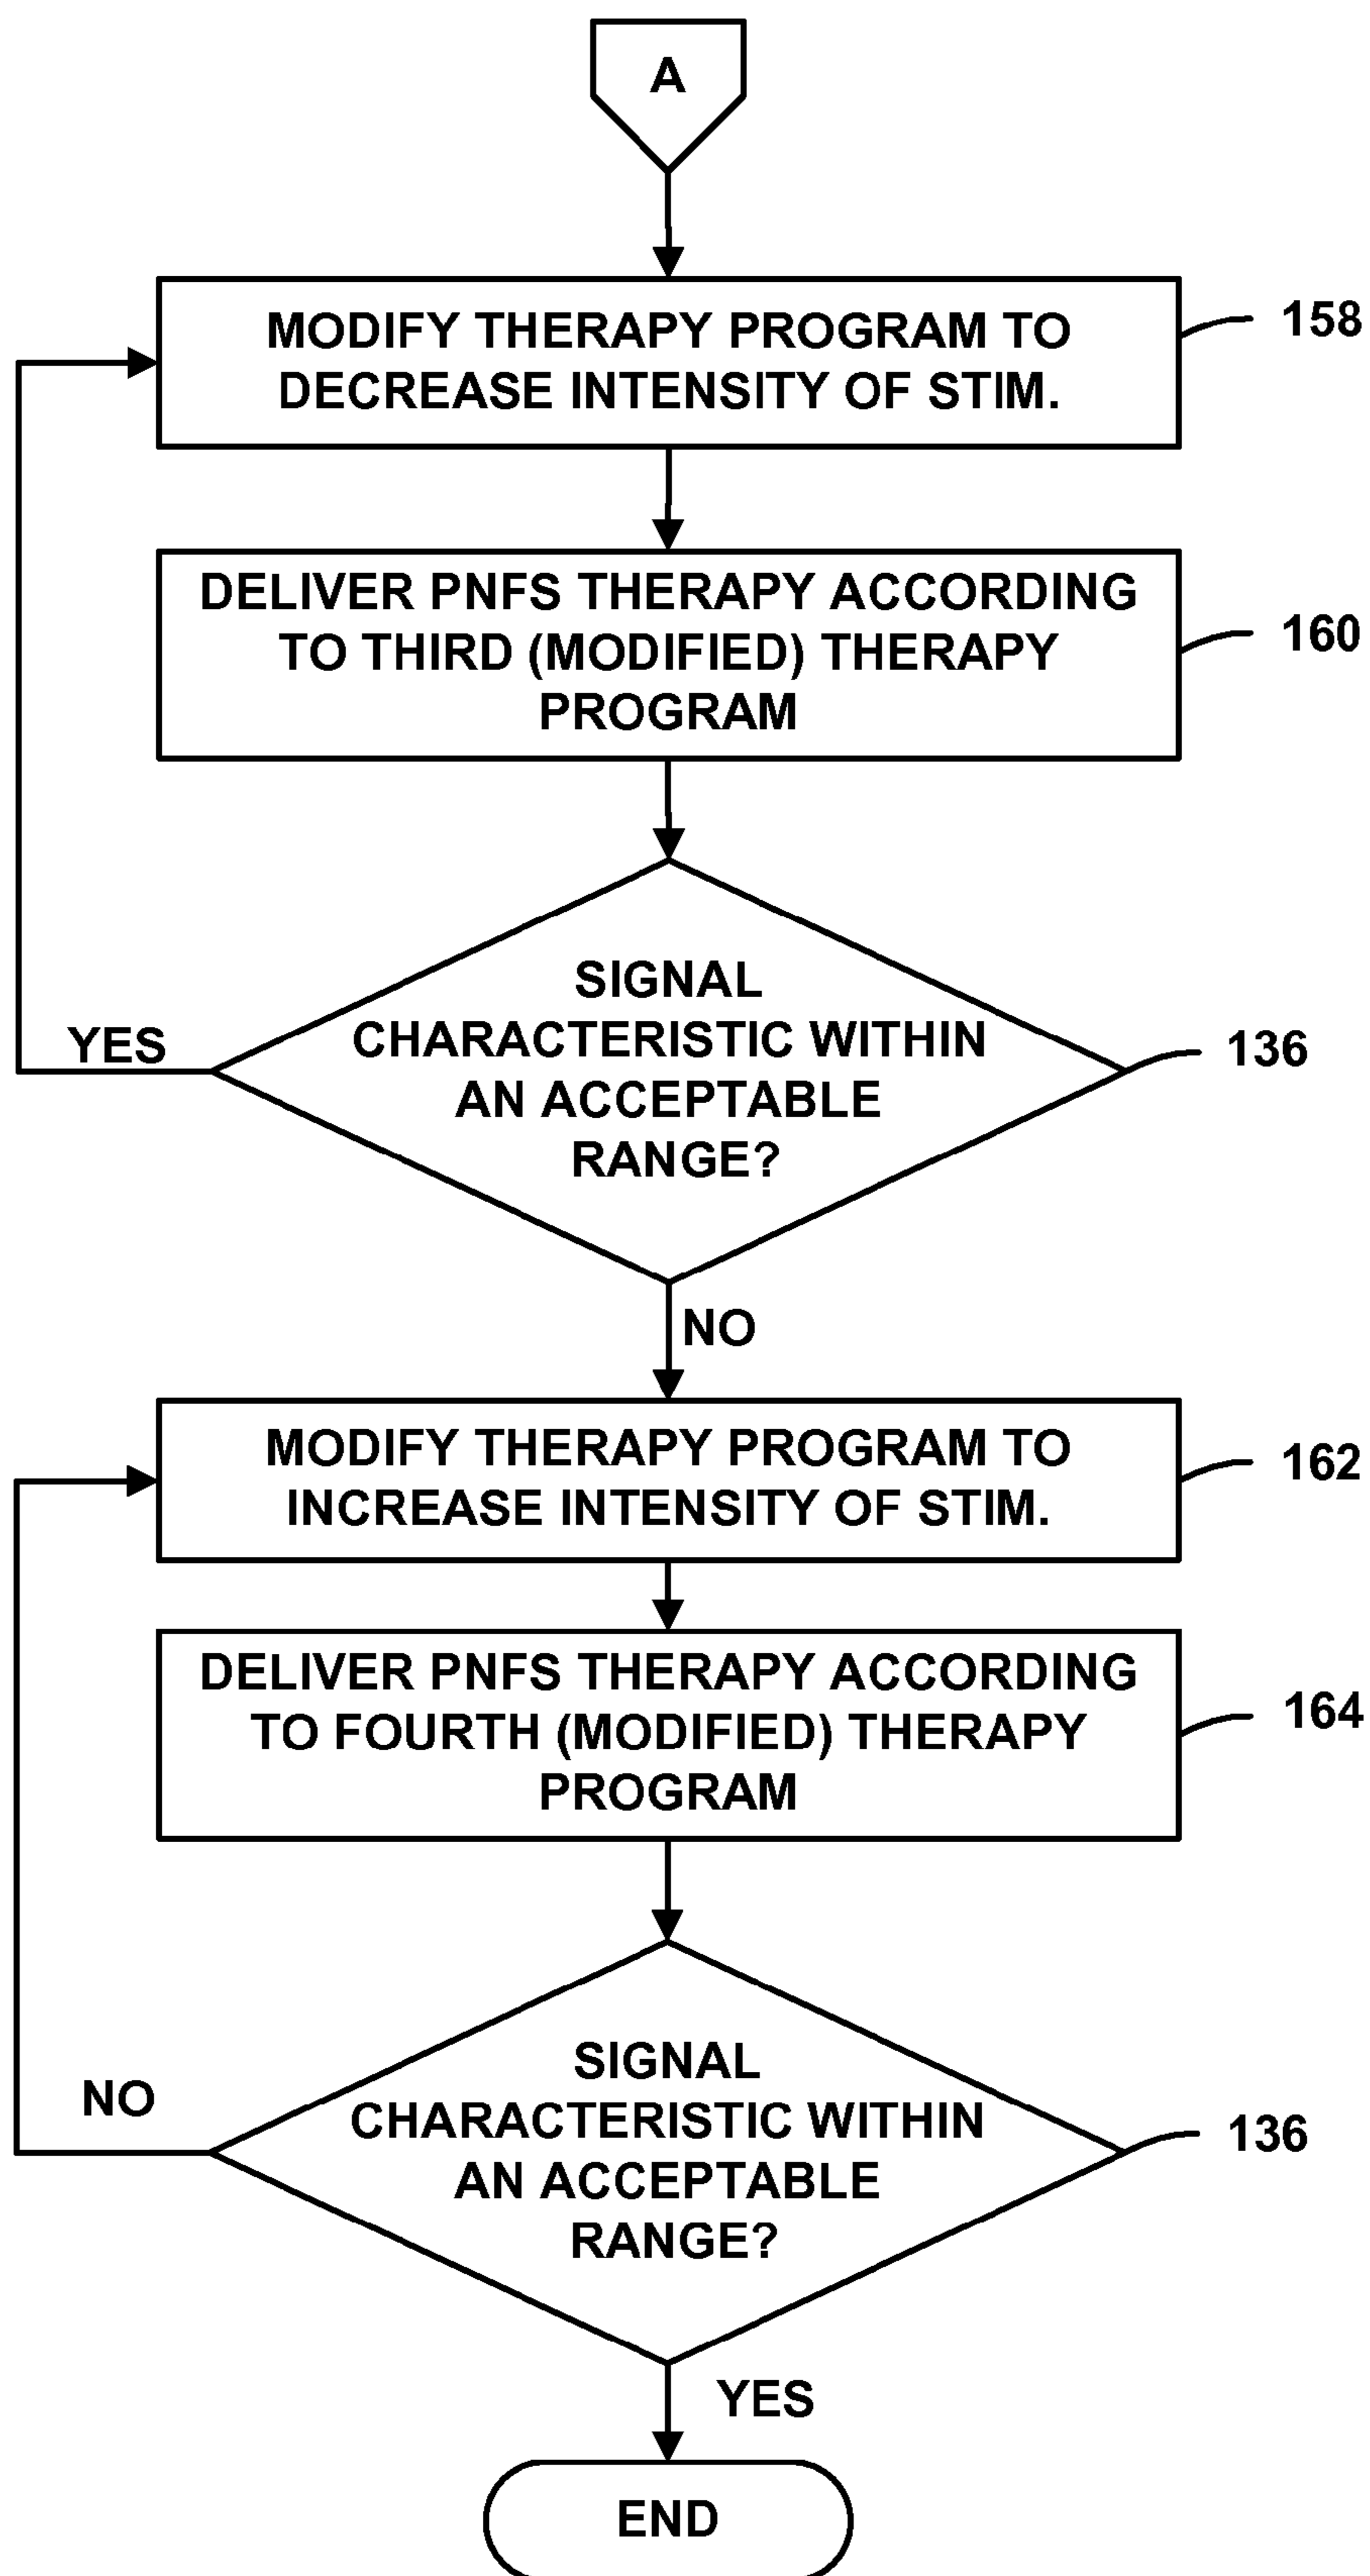 A
MODIFY THERAPY PROGRAM TO
DECREASE INTENSITY OF STIM.
158
DELIVER PNFS THERAPY ACCORDING
TO THIRD (MODIFIED) THERAPY
PROGRAM
160
SIGNAL
CHARACTERISTIC WITHIN
AN ACCEPTABLE
RANGE?
136
YES
NO
MODIFY THERAPY PROGRAM TO
INCREASE INTENSITY OF STIM.
162
DELIVER PNFS THERAPY ACCORDING
TO FOURTH (MODIFIED) THERAPY
PROGRAM
164
SIGNAL
CHARACTERISTIC WITHIN
AN ACCEPTABLE
RANGE?
136
NO
YES
END